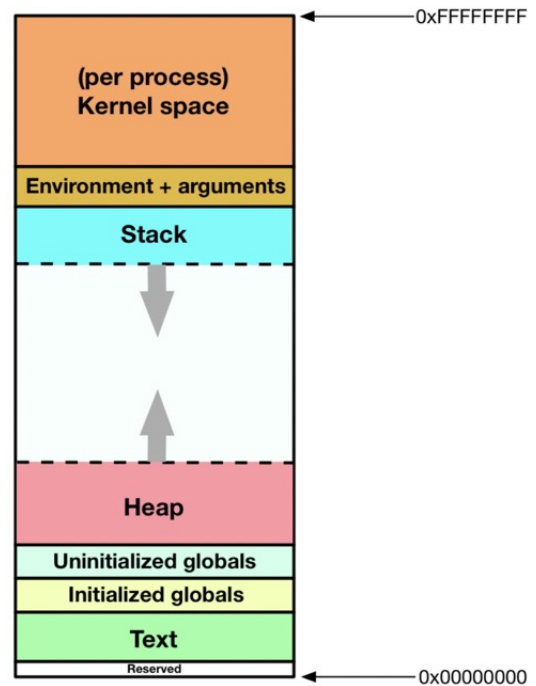 0xFFFFFFFF
(per process)
Kernel space
Environment + arguments
Stack
Heap
Uninitialized globals
Initialized globals
Text
Reserved
0x00000000